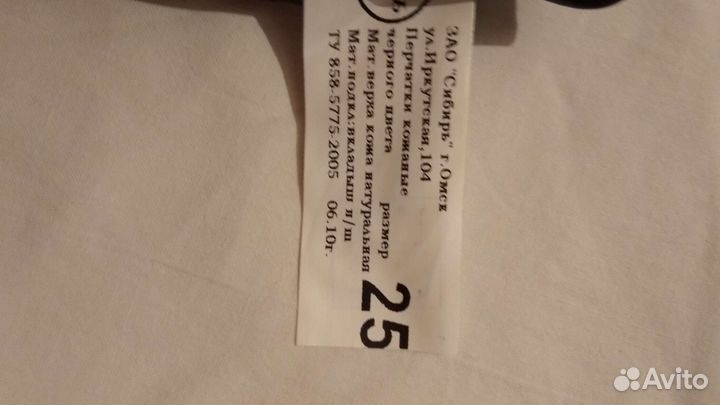 ЗАО "Сибирь" г.Омск
ул.Иркутская,104
Перчатки кожаные
черного цвета размер 25
Мат.верха кожа натуральная
Мат.подкл:вкладыш п/ш
ТУ 858-5775-2005 06.10г.
Avito